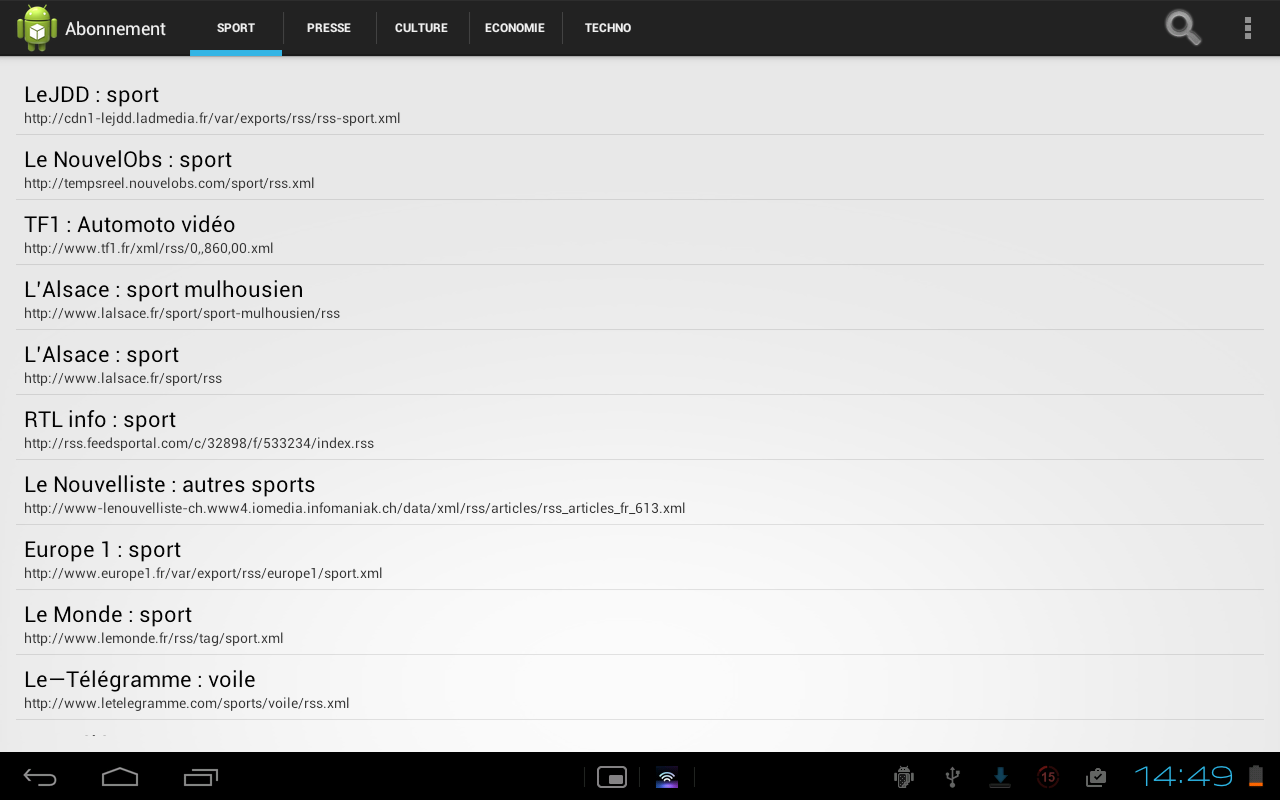 Abonnement
SPORT
PRESSE
CULTURE
ECONOMIE
TECHNO
LeJDD : sport
http://cdn1-lejdd.ladmedia.fr/var/exports/rss/rss-sport.xml
Le NouvelObs : sport
http://tempsreel.nouvelobs.com/sport/rss.xml
TF1 : Automoto vidéo
http://www.tf1.fr/xml/rss/0,,860,00.xml
L'Alsace : sport mulhousien
http://www.lalsace.fr/sport/sport-mulhousien/rss
L'Alsace : sport
http://www.lalsace.fr/sport/rss
RTL info : sport
http://rss.feedsportal.com/c/32898/f/533234/index.rss
Le Nouvelliste : autres sports
http://www-lenouvelliste-ch.www4.iomedia.infomaniak.ch/data/xml/rss/articles/rss_articles_fr_613.xml
Europe 1 : sport
http://www.europe1.fr/var/export/rss/europe1/sport.xml
Le Monde : sport
http://www.lemonde.fr/rss/tag/sport.xml
Le—Télégramme : voile
http://www.letelegramme.com/sports/voile/rss.xml
15
14:49